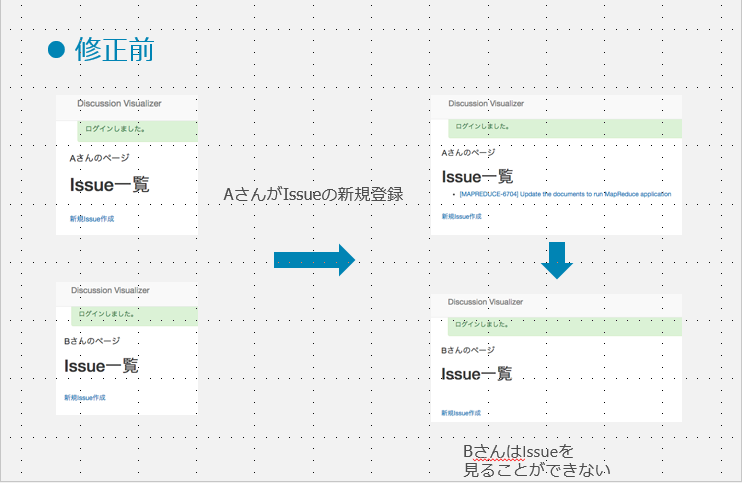 ● 修正前
Discussion Visualizer
ログインしました。
Aさんのページ
Issue一覧
新規Issue作成
AさんがIssueの新規登録
Discussion Visualizer
ログインしました。
Aさんのページ
Issue一覧
• [MAPREDUCE-6704] Update the documents to run MapReduce application
新規Issue作成
Discussion Visualizer
ログインしました。
Bさんのページ
Issue一覧
新規Issue作成
Discussion Visualizer
ログインしました。
Bさんのページ
Issue一覧
新規Issue作成
BさんはIssueを
見ることができない